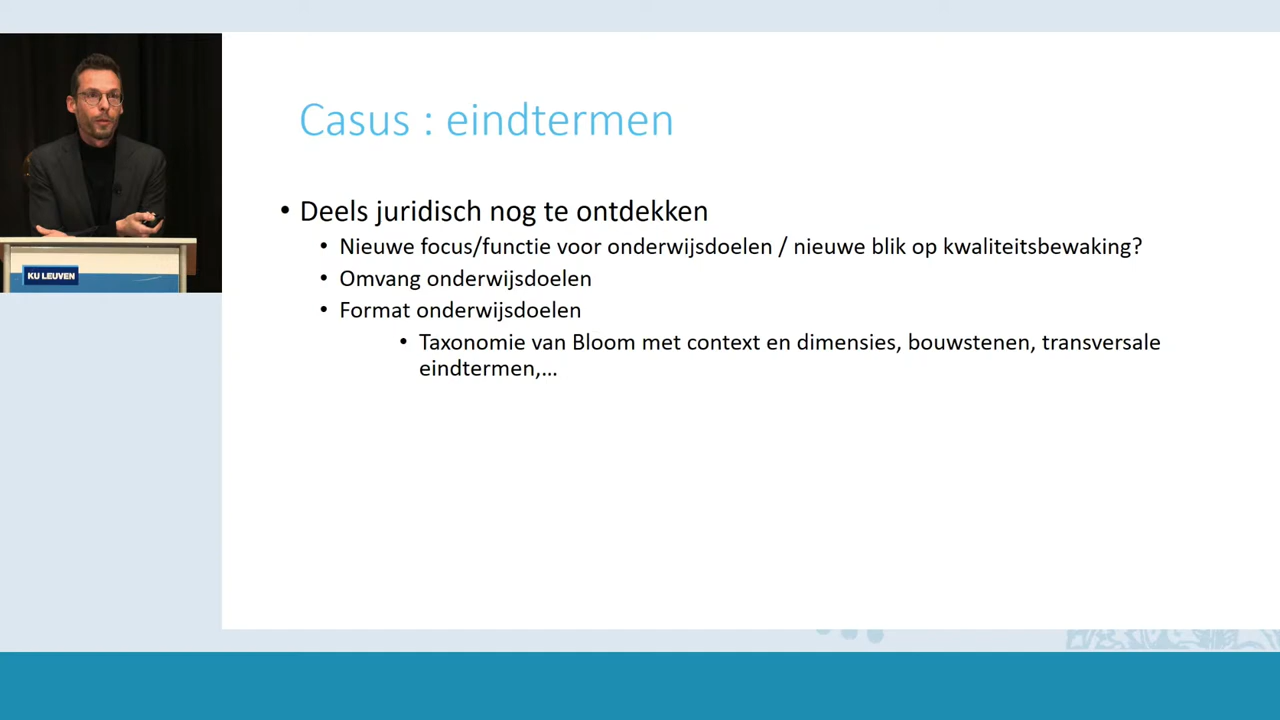 Casus : eindtermen
• Deels juridisch nog te ontdekken
• Nieuwe focus/functie voor onderwijsdoelen / nieuwe blik op kwaliteitsbewaking?
• Omvang onderwijsdoelen
• Format onderwijsdoelen
• Taxonomie van Bloom met context en dimensies, bouwstenen, transversale
eindtermen,...
KU LEUVEN